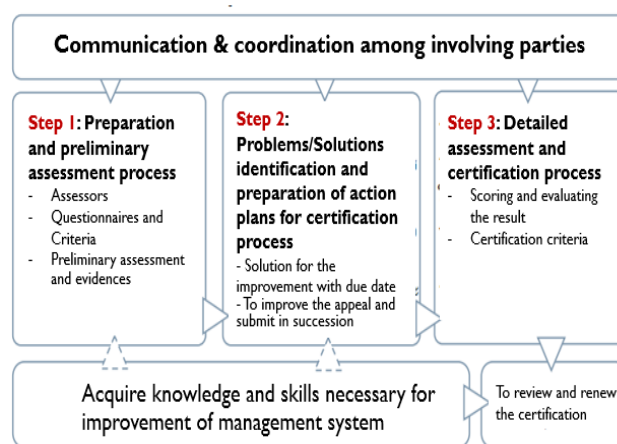 Communication & coordination among involving parties
Step 1: Preparation
and preliminary
assessment process
- Assessors
- Questionnaires and
Criteria
- Preliminary assessment
and evidences
Step 2:
Problems/Solutions
identification and
preparation of action
plans for certification
process
- Solution for the
improvement with due date
- To improve the appeal and
submit in succession
Step 3: Detailed
assessment and
certification process
- Scoring and evaluating
the result
- Certification criteria
Acquire knowledge and skills necessary for
improvement of management system
To review and renew
the certification